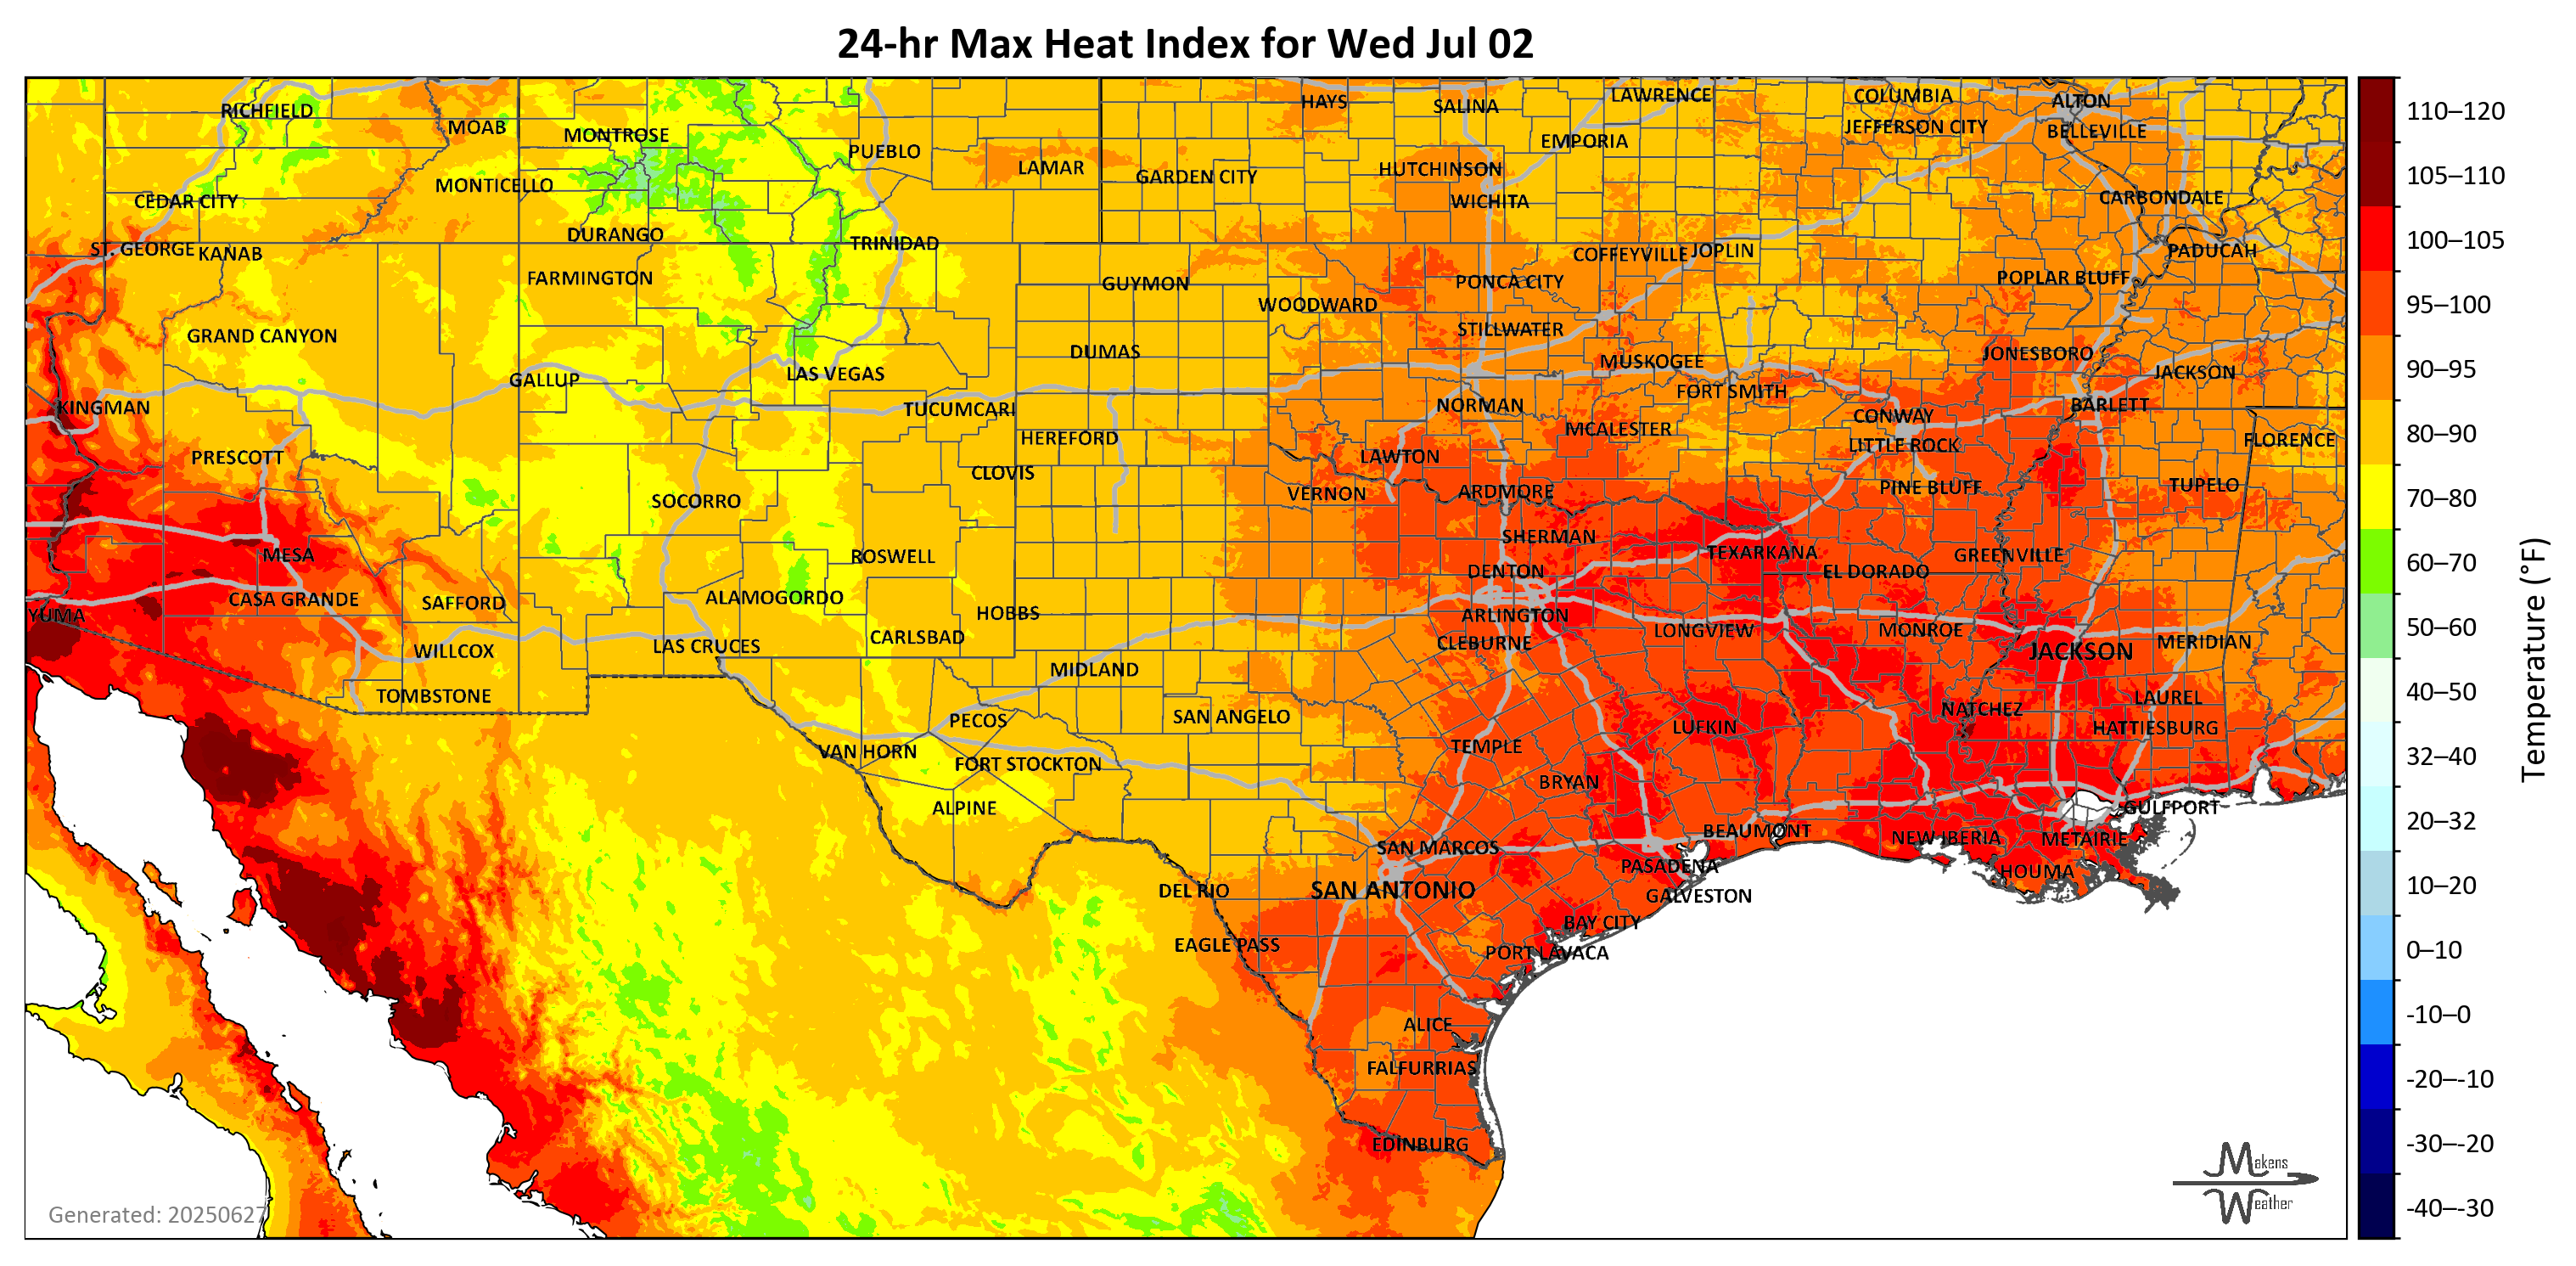 24-hr Max Heat Index for Wed Jul 02
RICHFIELD
MOAB
MONTROSE
PUEBLO
LAMAR
GARDEN CITY
HAYS
SALINA
LAWRENCE
EMPORIA
HUTCHINSON
WICHITA
COLUMBIA
JEFFERSON CITY
ALTON
BELLEVILLE
CARBONDALE
MONTICELLO
CEDAR CITY
ST. GEORGE
KANAB
DURANGO
TRINIDAD
FARMINGTON
GUYMON
WOODWARD
PONCA CITY
COFFEYVILLE
JOPLIN
POPLAR BLUFF
PADUCAH
GRAND CANYON
DUMAS
STILLWATER
MUSKOGEE
JONESBORO
JACKSON
GALLUP
LAS VEGAS
FORT SMITH
KINGMAN
TUCUMCARI
NORMAN
CONWAY
BARLETT
HEREFORD
MCALESTER
LITTLE ROCK
FLORENCE
PRESCOTT
CLOVIS
LAWTON
VERNON
ARDMORE
PINE BLUFF
TUPELO
SOCORRO
MESA
ROSWELL
SHERMAN
TEXARKANA
GREENVILLE
DENTON
EL DORADO
CASA GRANDE
SAFFORD
ALAMOGORDO
HOBBS
YUMA
ARLINGTON
CARLSBAD
LAS CRUCES
CLEBURNE
LONGVIEW
MONROE
JACKSON
MERIDIAN
WILLCOX
MIDLAND
TOMBSTONE
PECOS
SAN ANGELO
NATCHEZ
LAUREL
HATTIESBURG
LUFKIN
VAN HORN
FORT STOCKTON
TEMPLE
BRYAN
ALPINE
GULFPORT
BEAUMONT
NEW IBERIA
METAIRIE
SAN MARCOS
PASADENA
HOUMA
DEL RIO
SAN ANTONIO
GALVESTON
BAY CITY
EAGLE PASS
PORT LAVACA
ALICE
FALFURRIAS
EDINBURG
Generated: 20250627
Makens
Weather
110–120
105–110
100–105
95–100
90–95
80–90
70–80
60–70
50–60
40–50
32–40
20–32
10–20
0–10
-10–0
-20–-10
-30–-20
-40–-30
Temperature (°F)